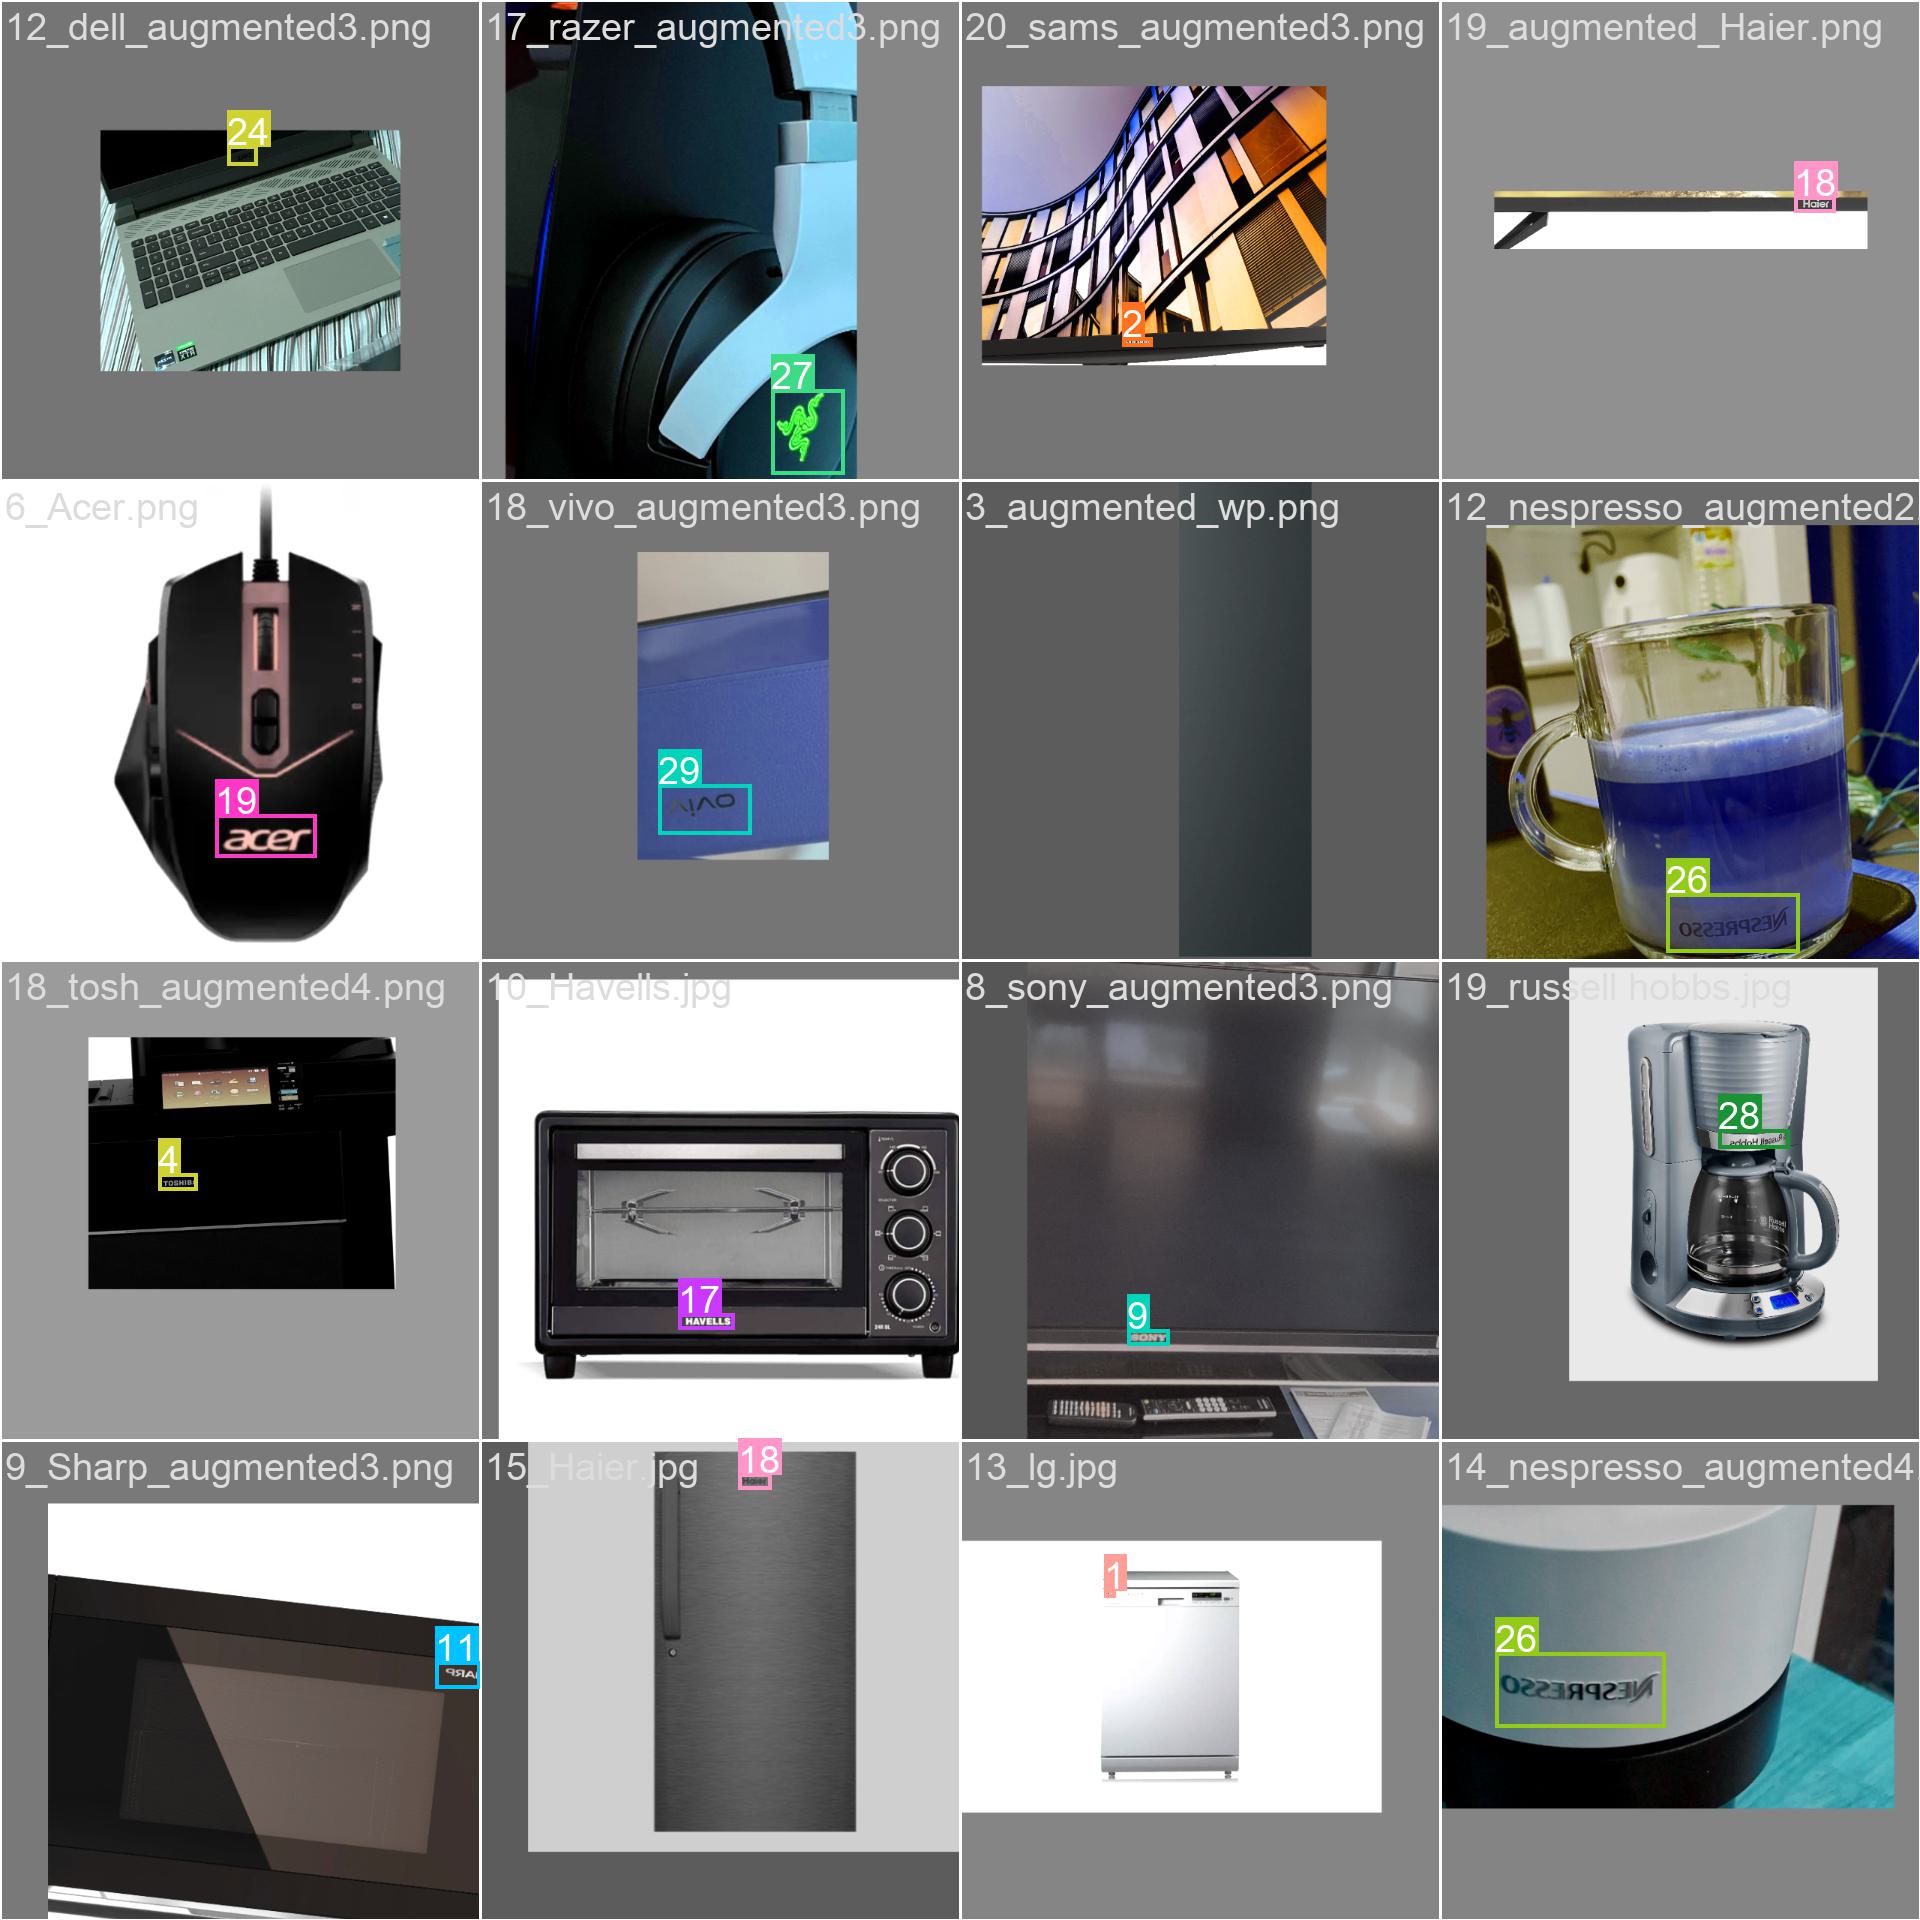 12_dell_augmented3.png
24
17_razer_augmented3.png
27
20_sams_augmented3.png
2
19_augmented_Haier.png
18
Haier
6_Acer.png
19
acer
18_vivo_augmented3.png
29
vivo
3_augmented_wp.png
12_nespresso_augmented2.
26
NESPRESSO
18_tosh_augmented4.png
4
TOSHIBA
10_Havells.jpg
17
HAVELLS
8_sony_augmented3.png
9
SONY
19_russell hobbs.jpg
28
Russell Hobbs
Russell
Hobbs
9_Sharp_augmented3.png
11
ARP
15_Haier.jpg
18
Haier
13_lg.jpg
1
14_nespresso_augmented4.
26
NESPRESSO